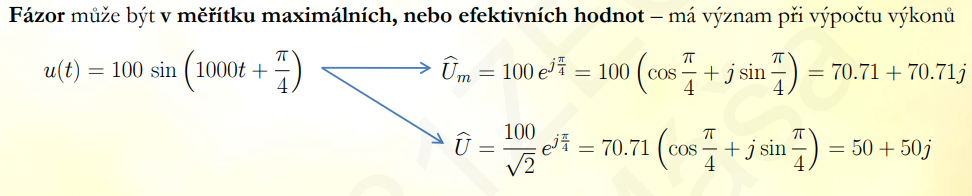 Fázor může být v měřítku maximálních, nebo efektivních hodnot – má význam při výpočtu výkonů
u(t) = 100 sin (1000t + π/4)
Û_m = 100 e^{jπ/4} = 100 (cos π/4 + j sin π/4) = 70.71 + 70.71j
Û = 100/√2 e^{jπ/4} = 70.71 (cos π/4 + j sin π/4) = 50 + 50j